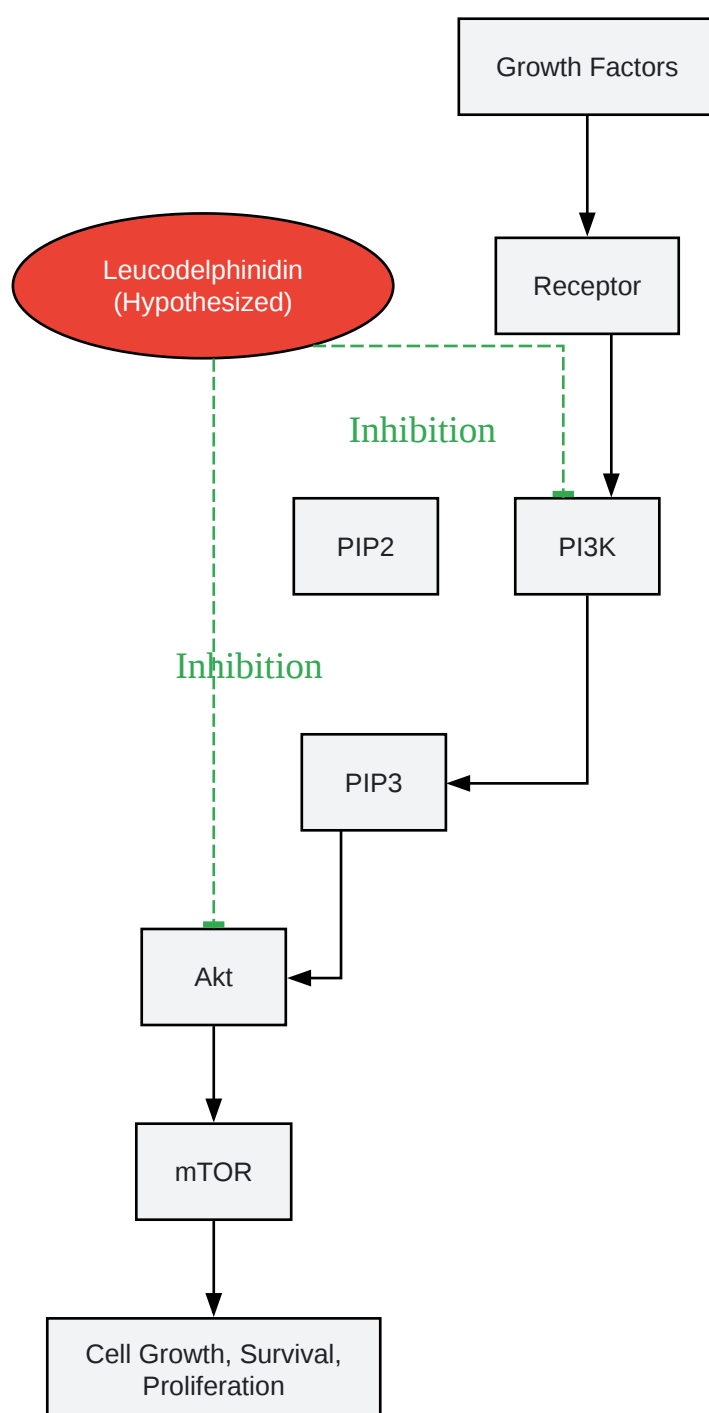 Growth Factors
Leucodelphinidin
(Hypothesized)
Receptor
Inhibition
PIP2
PI3K
Inhibition
PIP3
Akt
mTOR
Cell Growth, Survival,
Proliferation